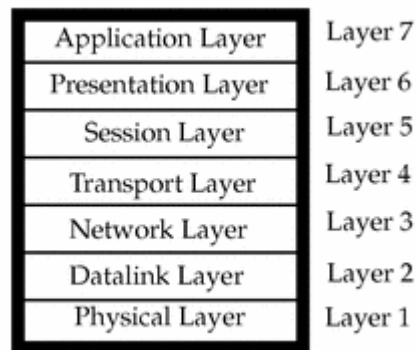 Application Layer Layer 7
Presentation Layer Layer 6
Session Layer Layer 5
Transport Layer Layer 4
Network Layer Layer 3
Datalink Layer Layer 2
Physical Layer Layer 1